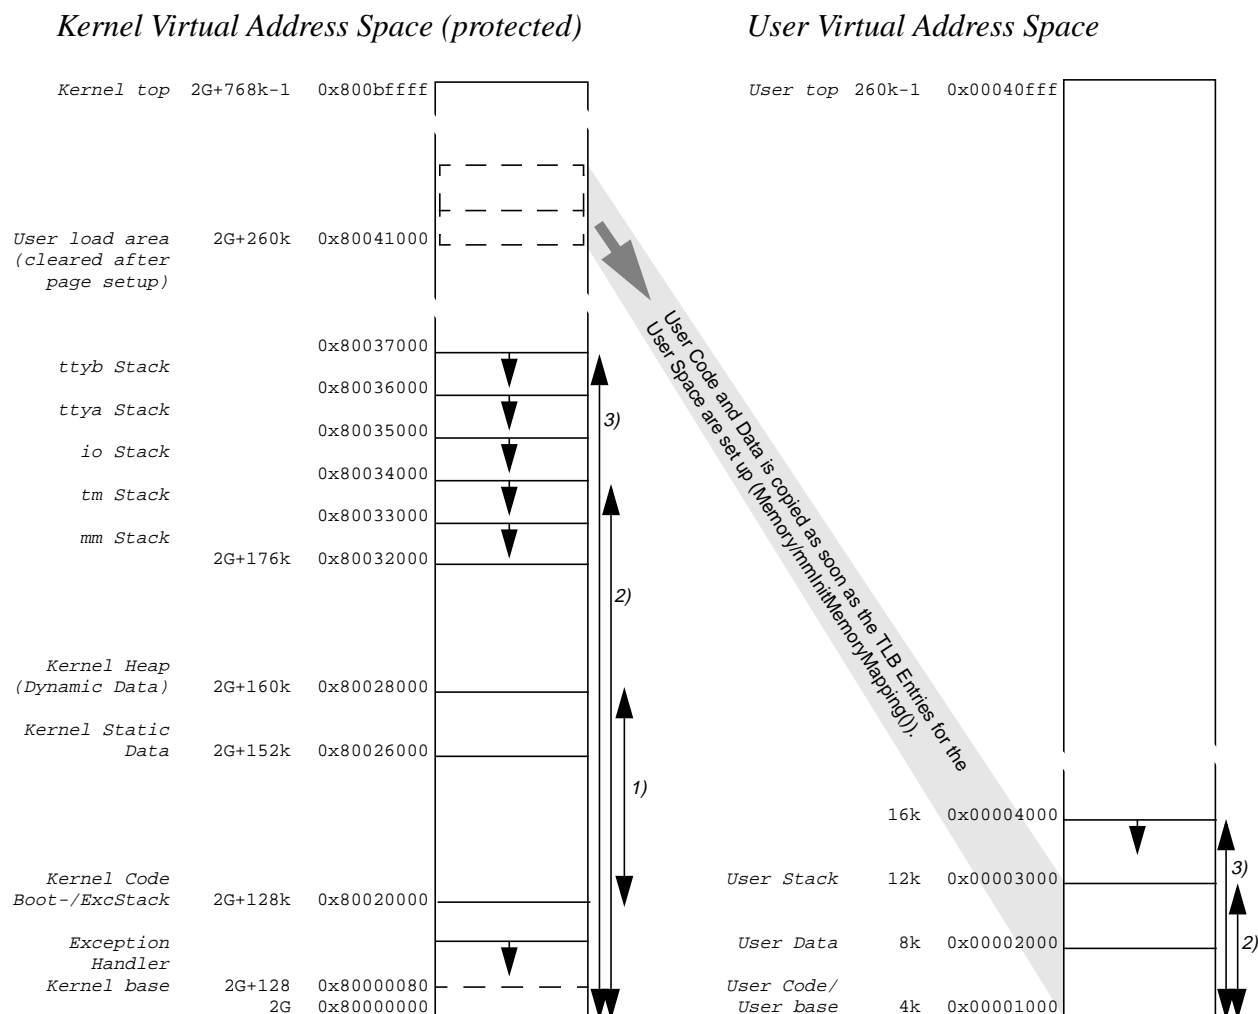 Kernel Virtual Address Space (protected)
User Virtual Address Space
Kernel top 2G+768k-1 0x800bffff
User top 260k-1 0x00040fff
User load area 2G+260k 0x80041000
(cleared after
page setup)
User Code and Data is copied as soon as the TLB Entries for the
User Space are set up (Memory/mmInitMemoryMapping()).
0x80037000
ttyb Stack
0x80036000
ttya Stack
3)
0x80035000
io Stack
0x80034000
tm Stack
0x80033000
mm Stack
2G+176k 0x80032000
2)
Kernel Heap
(Dynamic Data) 2G+160k 0x80028000
Kernel Static
Data 2G+152k 0x80026000
1)
16k 0x00004000
3)
Kernel Code
Boot-/ExcStack 2G+128k 0x80020000
User Stack 12k 0x00003000
Exception
Handler
User Data 8k 0x00002000
2)
Kernel base 2G+128 0x80000080
2G 0x80000000
User Code/
User base 4k 0x00001000